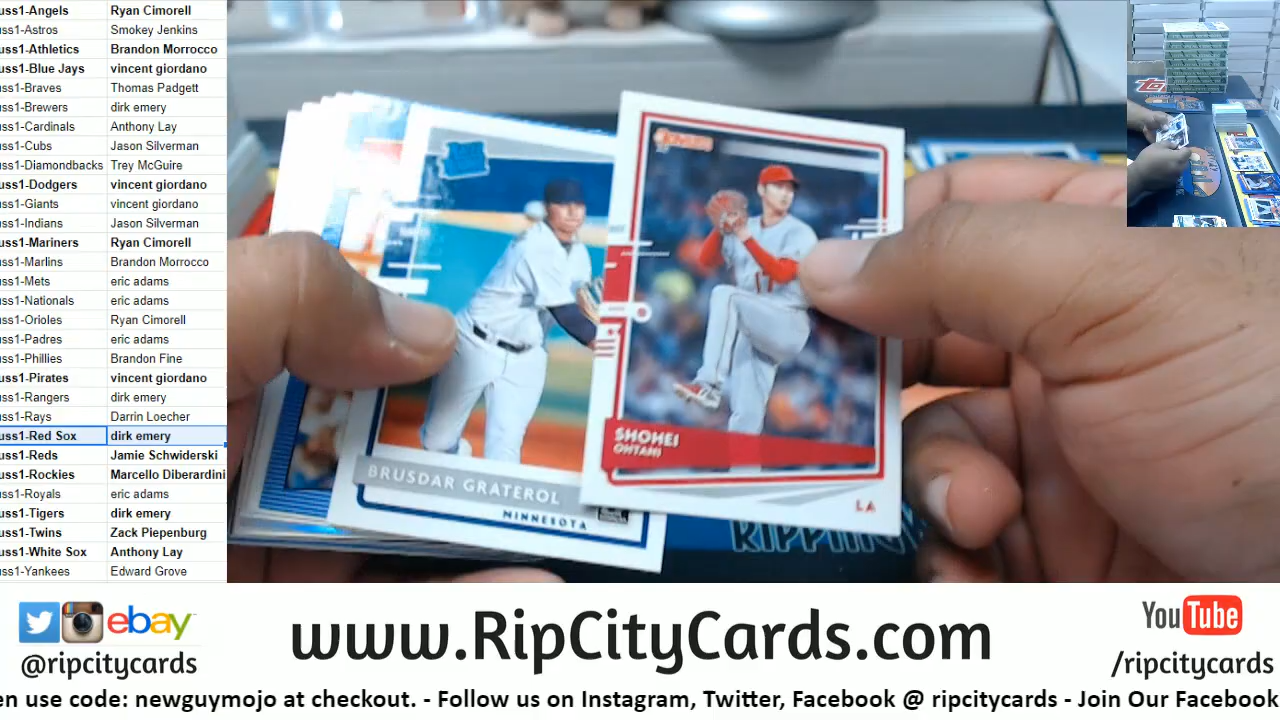 uss1-Angels Ryan Cimorell
uss1-Astros Smokey Jenkins
uss1-Athletics Brandon Morrocco
uss1-Blue Jays vincent giordano
uss1-Braves Thomas Padgett
uss1-Brewers dirk emery
uss1-Cardinals Anthony Lay
uss1-Cubs Jason Silverman
uss1-Diamondbacks Trey McGuire
uss1-Dodgers vincent giordano
uss1-Giants vincent giordano
uss1-Indians Jason Silverman
uss1-Mariners Ryan Cimorell
uss1-Marlins Brandon Morrocco
uss1-Mets eric adams
uss1-Nationals eric adams
uss1-Orioles Ryan Cimorell
uss1-Padres eric adams
uss1-Phillies Brandon Fine
uss1-Pirates vincent giordano
uss1-Rangers dirk emery
uss1-Rays Darrin Loecher
uss1-Red Sox dirk emery
uss1-Reds Jamie Schwiderski
uss1-Rockies Marcello Diberardini
uss1-Royals eric adams
uss1-Tigers dirk emery
uss1-Twins Zack Piepenburg
uss1-White Sox Anthony Lay
uss1-Yankees Edward Grove
BRUSDAR GRATEROL
MINNESOTA
DONRUSS
17
SHOHEI
OHTANI
LA
RIPPIN
ebay
@ripcitycards
www.RipCityCards.com
YouTube
/ripcitycards
en use code: newguymojo at checkout. - Follow us on Instagram, Twitter, Facebook @ ripcitycards - Join Our Facebook